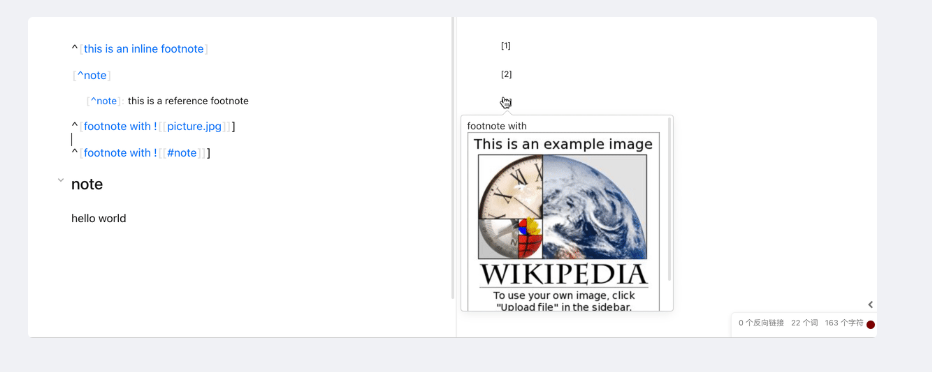 ^[this is an inline footnote]
[^note]
[^note]: this is a reference footnote
^[footnote with ![[picture.jpg]]]
^[footnote with ![[#note]]]
note
hello world
[1]
[2]
footnote with
This is an example image
WIKIPEDIA
To use your own image, click
"Upload file" in the sidebar.
0 个反向链接 22 个词 163 个字符